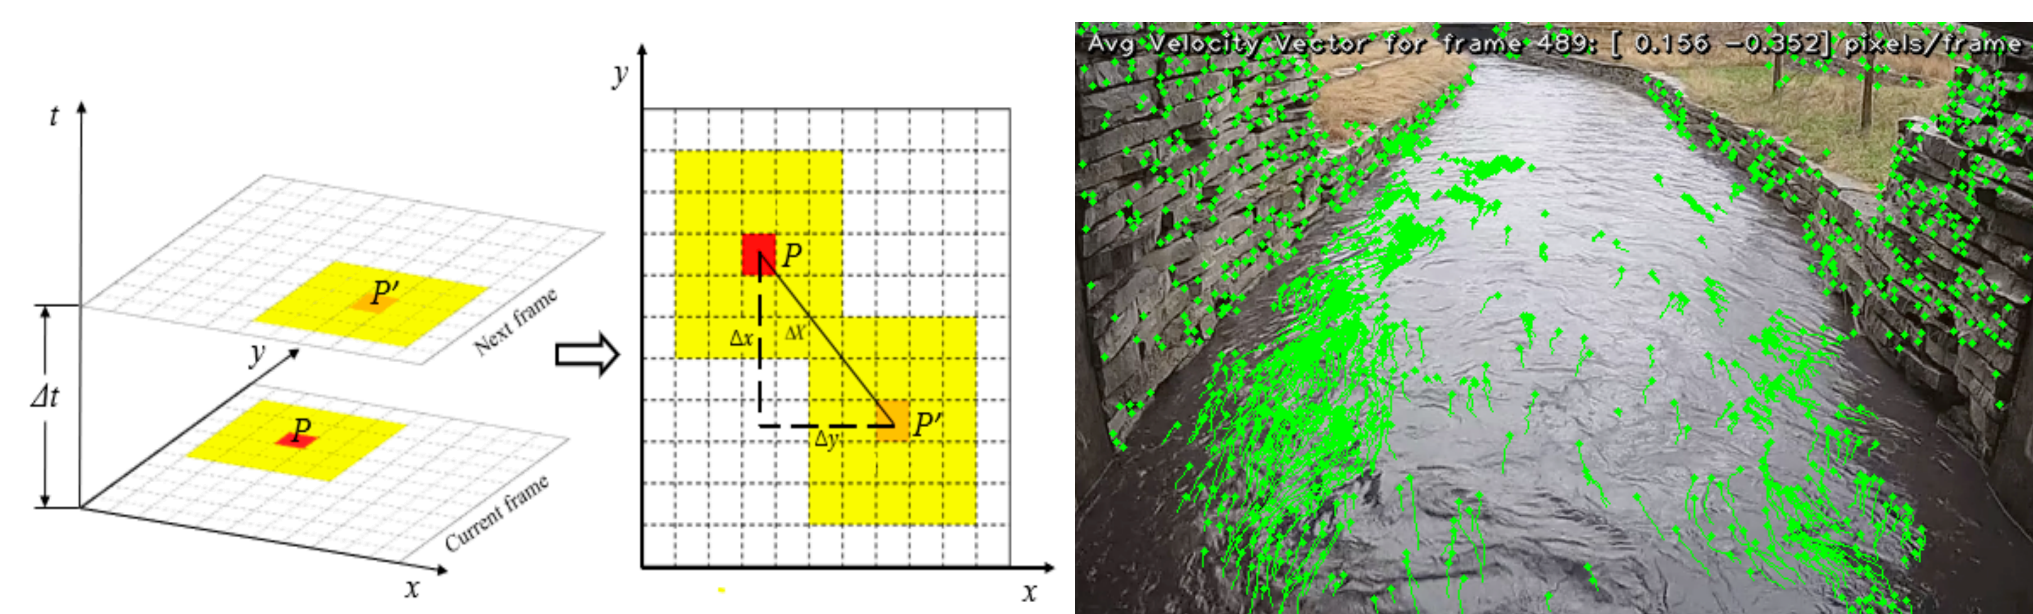 t
P'
Next frame
y
Δt
P
Current frame
x
y
P
Δx
ΔX
Δy
P'
x
Avg Velocity Vector for frame 489: [ 0.156 -0.352] pixels/frame